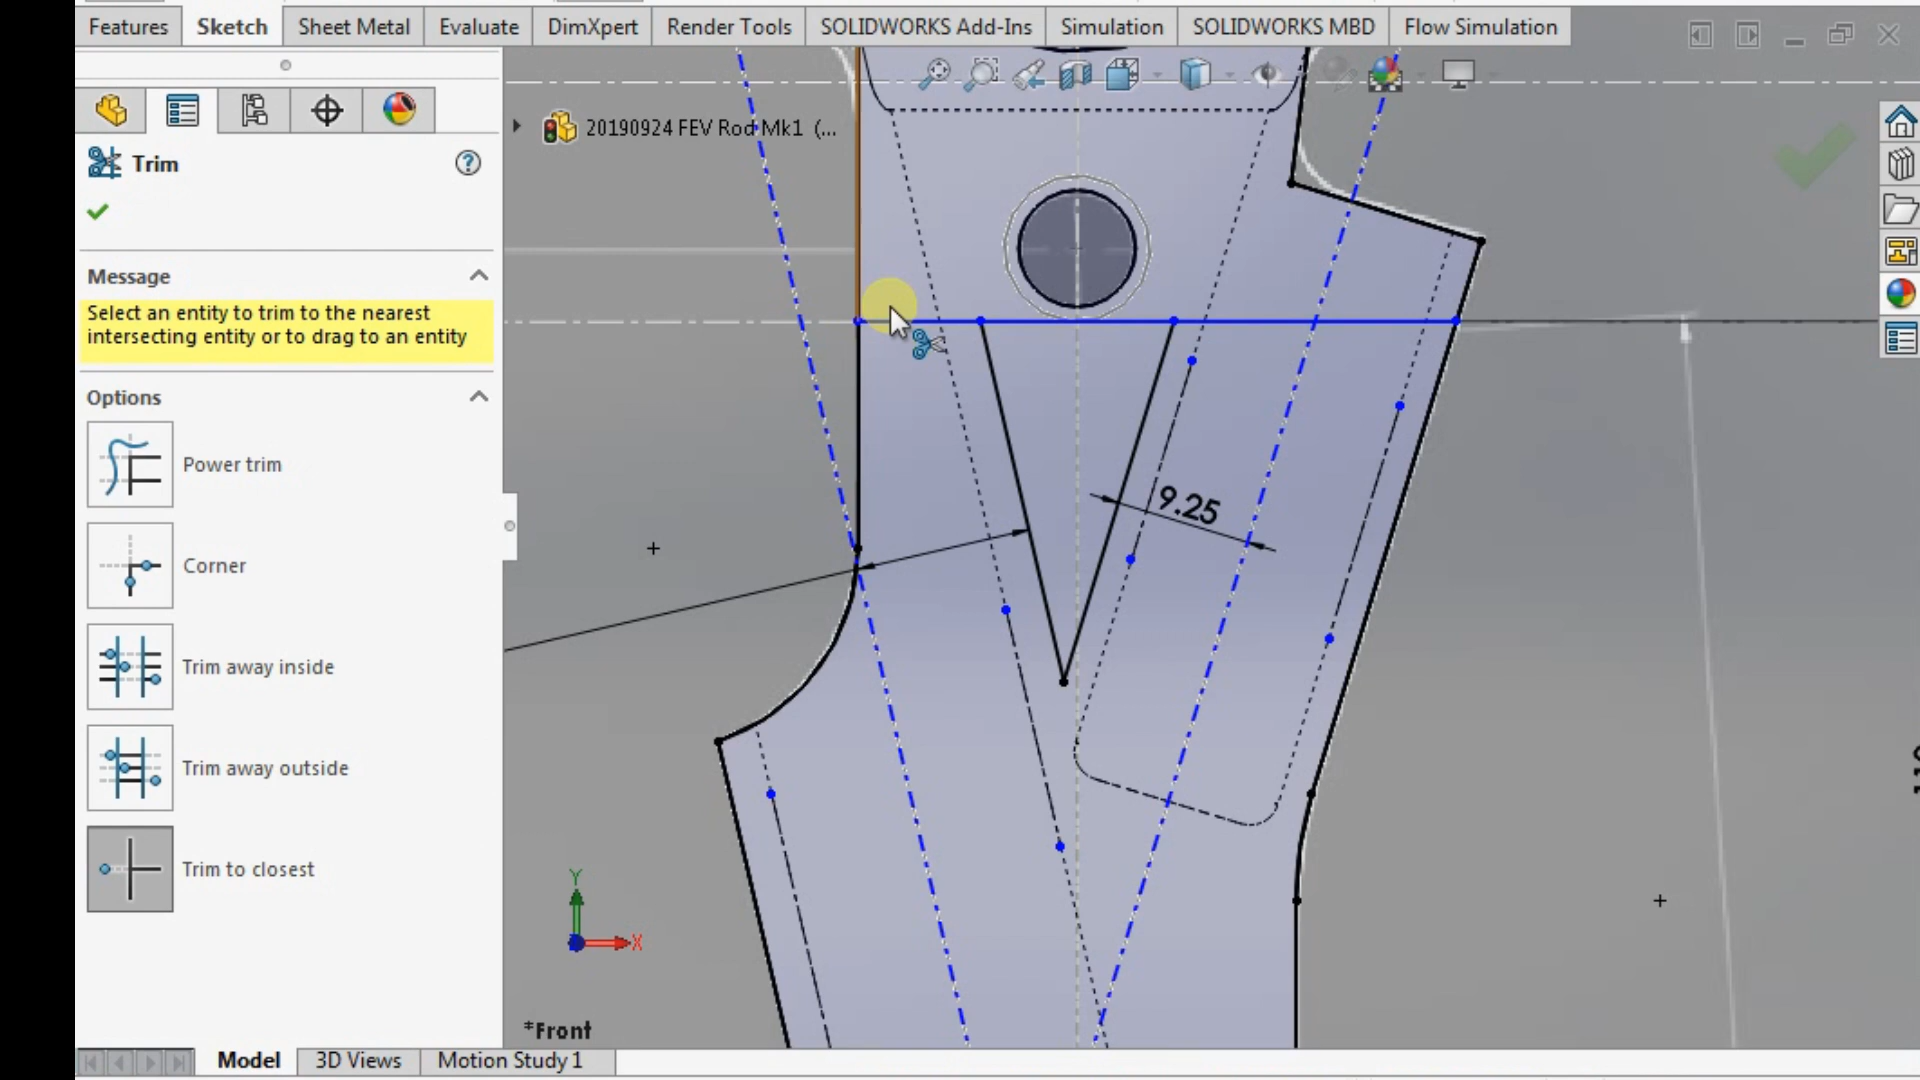 Features Sketch Sheet Metal Evaluate DimXpert Render Tools SOLIDWORKS Add-Ins Simulation SOLIDWORKS MBD Flow Simulation
20190924 FEV Rod Mk1 (...
Trim
?
Message
Select an entity to trim to the nearest
intersecting entity or to drag to an entity
Options
Power trim
Corner
Trim away inside
Trim away outside
Trim to closest
9.25
Y
X
*Front
Model 3D Views Motion Study 1